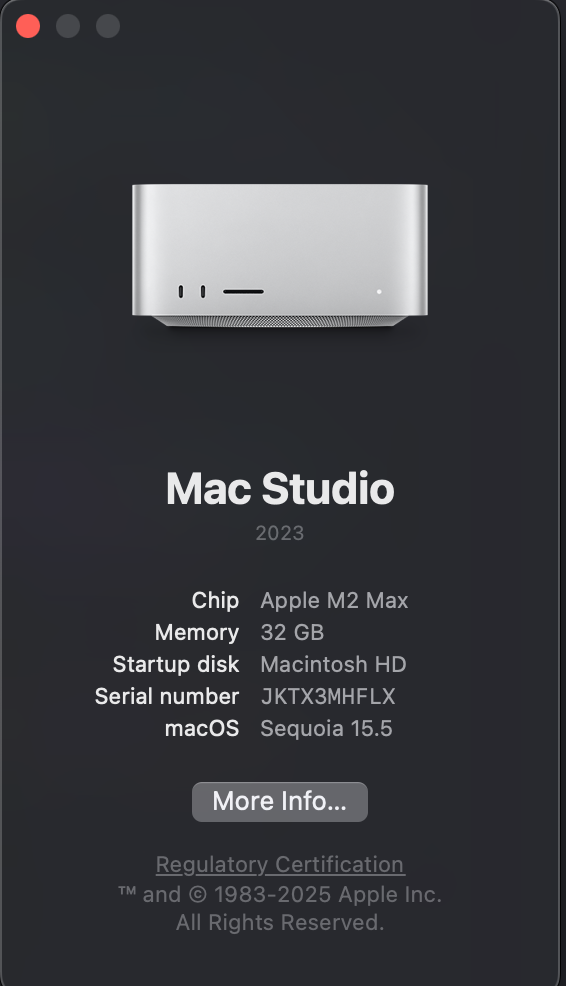 Mac Studio
2023
Chip Apple M2 Max
Memory 32 GB
Startup disk Macintosh HD
Serial number JKTX3MHFLX
macOS Sequoia 15.5
More Info...
Regulatory Certification
™ and © 1983-2025 Apple Inc.
All Rights Reserved.